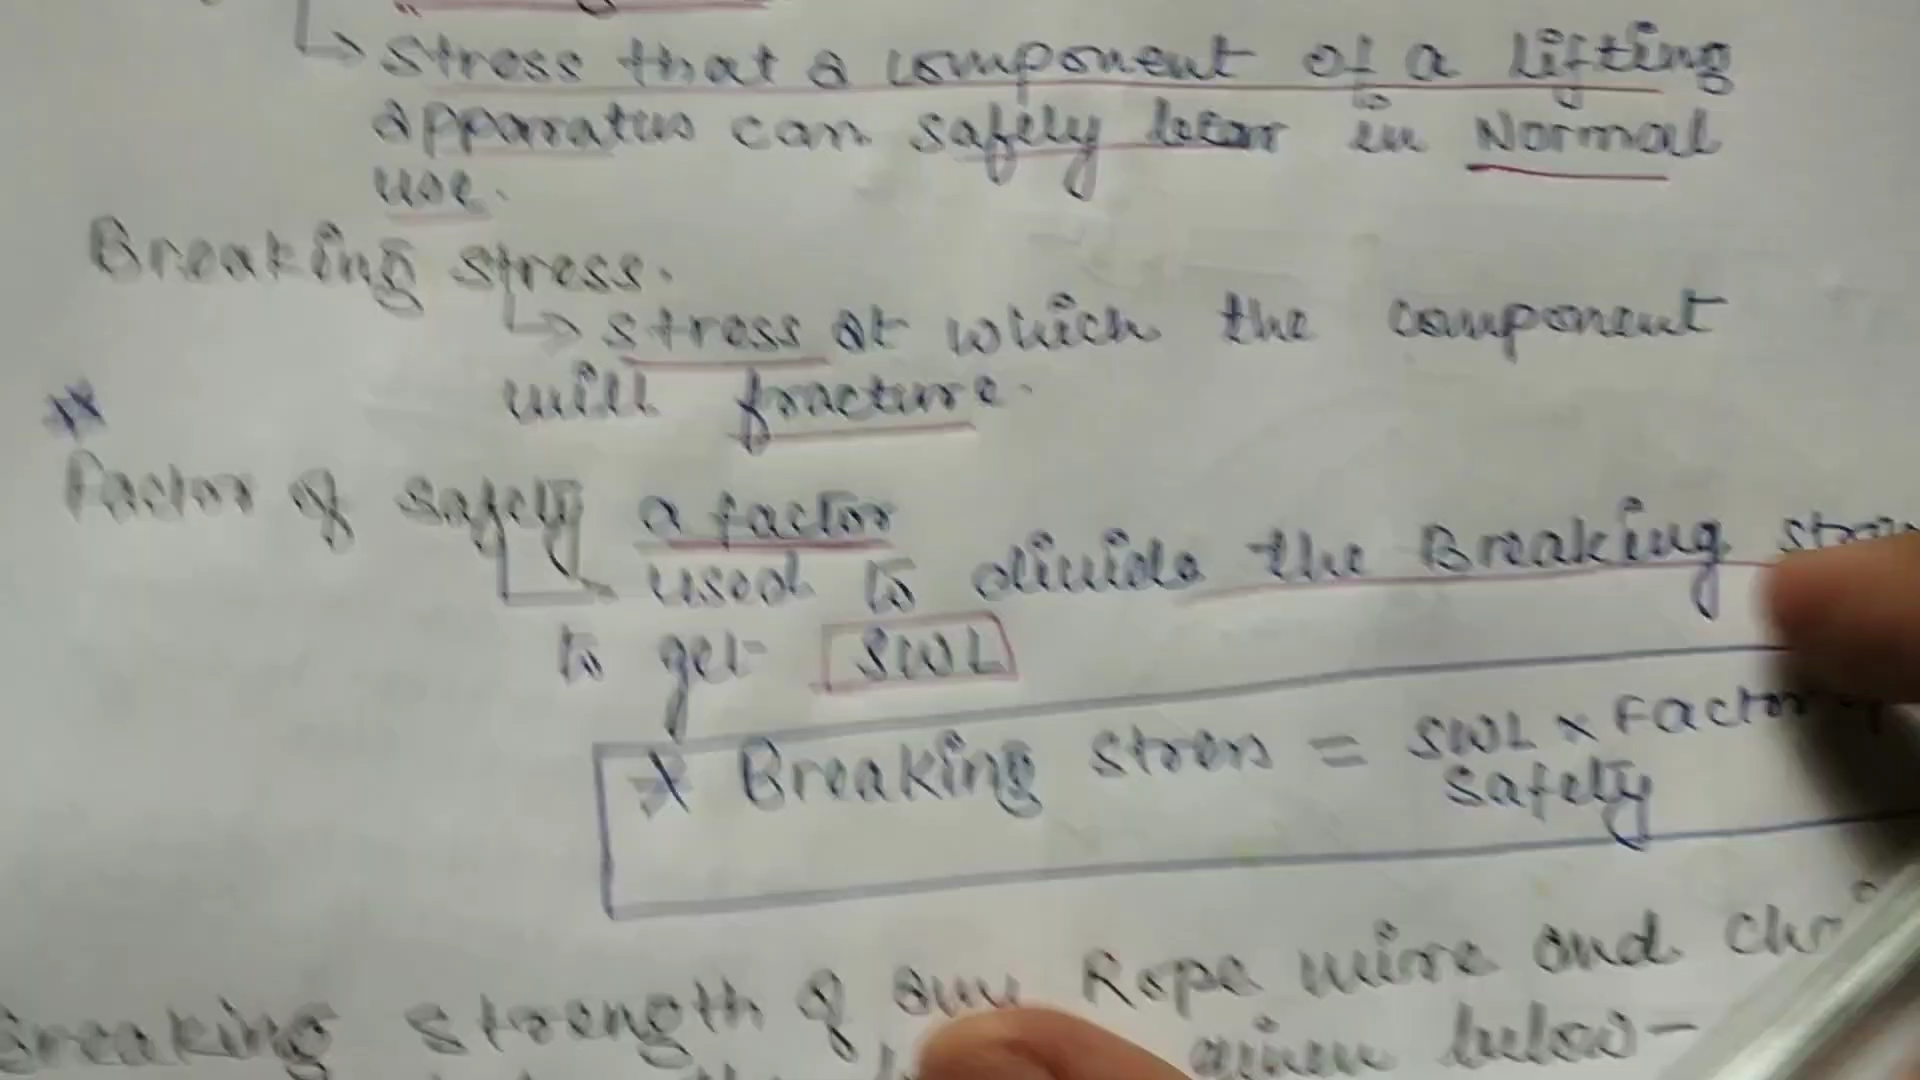 stress that a component of a lifting
apparatus can safely bear in Normal
use.
Breaking stress.
stress at which the component
will fracture.
Factor of safety a factor
used to divide the Breaking
to get SWL
Breaking stress = SWL x Factor
safety
Breaking strength of any Rope wire and
given below-